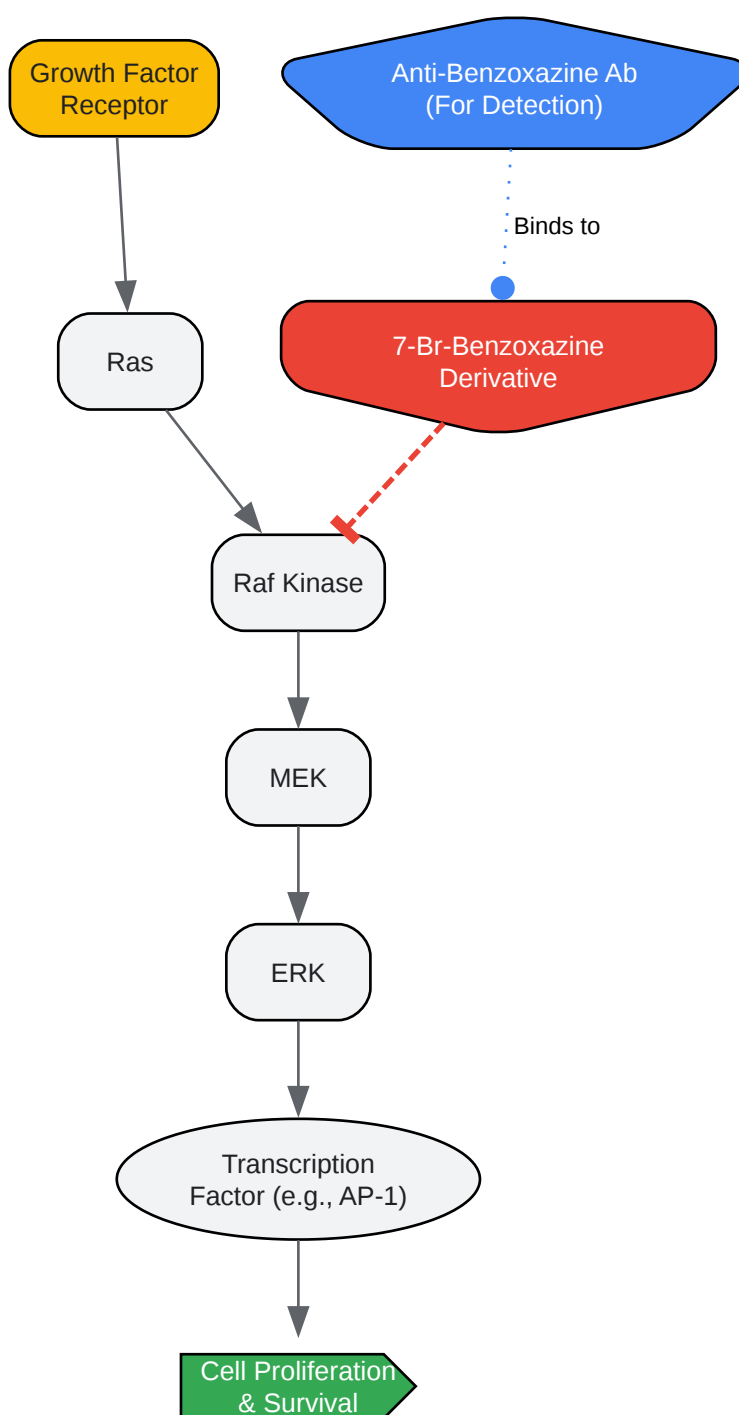 Growth Factor
Receptor
Anti-Benzoxazine Ab
(For Detection)
Binds to
Ras
7-Br-Benzoxazine
Derivative
Raf Kinase
MEK
ERK
Transcription
Factor (e.g., AP-1)
Cell Proliferation
& Survival